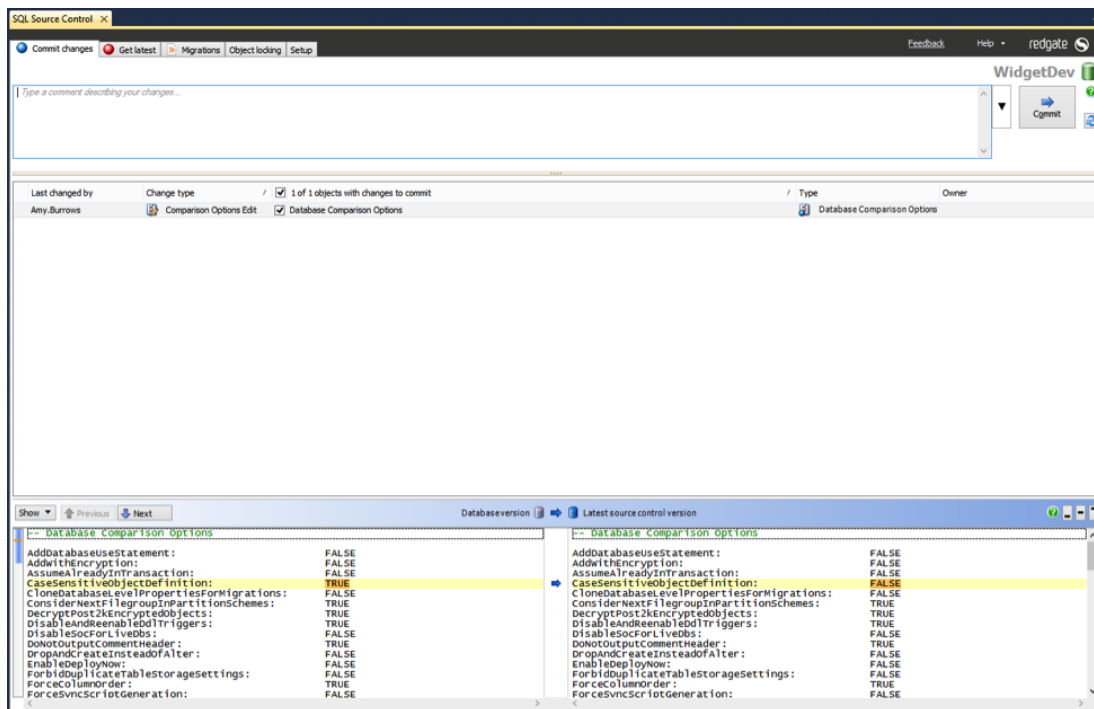 SQL Source Control
Commit changes Get latest Migrations Object locking Setup Feedback Help redgate
WidgetDev
Type a comment describing your changes...
Commit
Last changed by Change type 1 of 1 objects with changes to commit Type Owner
Amy.Burrows Comparison Options Edit Database Comparison Options Database Comparison Options
Show Previous Next Database version Latest source control version
-- Database Comparison Options -- Database Comparison Options
AddDatabaseUseStatement: FALSE AddDatabaseUseStatement: FALSE
AddWithEncryption: FALSE AddWithEncryption: FALSE
AssumeAlreadyInTransaction: FALSE AssumeAlreadyInTransaction: FALSE
CaseSensitiveObjectDefinition: TRUE CaseSensitiveObjectDefinition: FALSE
CloneDatabaseLevelPropertiesForMigrations: FALSE CloneDatabaseLevelPropertiesForMigrations: FALSE
ConsiderNextFilegroupInPartitionSchemes: TRUE ConsiderNextFilegroupInPartitionSchemes: TRUE
DecryptPost2kEncryptedObjects: TRUE DecryptPost2kEncryptedObjects: TRUE
DisableAndReenableDdlTriggers: TRUE DisableAndReenableDdlTriggers: TRUE
DisableSocForLiveDbs: FALSE DisableSocForLiveDbs: FALSE
DoNotOutputCommentHeader: TRUE DoNotOutputCommentHeader: TRUE
DropAndCreateInsteadOfAlter: FALSE DropAndCreateInsteadOfAlter: FALSE
EnableDeployNow: FALSE EnableDeployNow: FALSE
ForbidDuplicateTableStorageSettings: FALSE ForbidDuplicateTableStorageSettings: FALSE
ForceColumnOrder: TRUE ForceColumnOrder: TRUE
ForceSyncScriptGeneration: FALSE ForceSyncScriptGeneration: FALSE